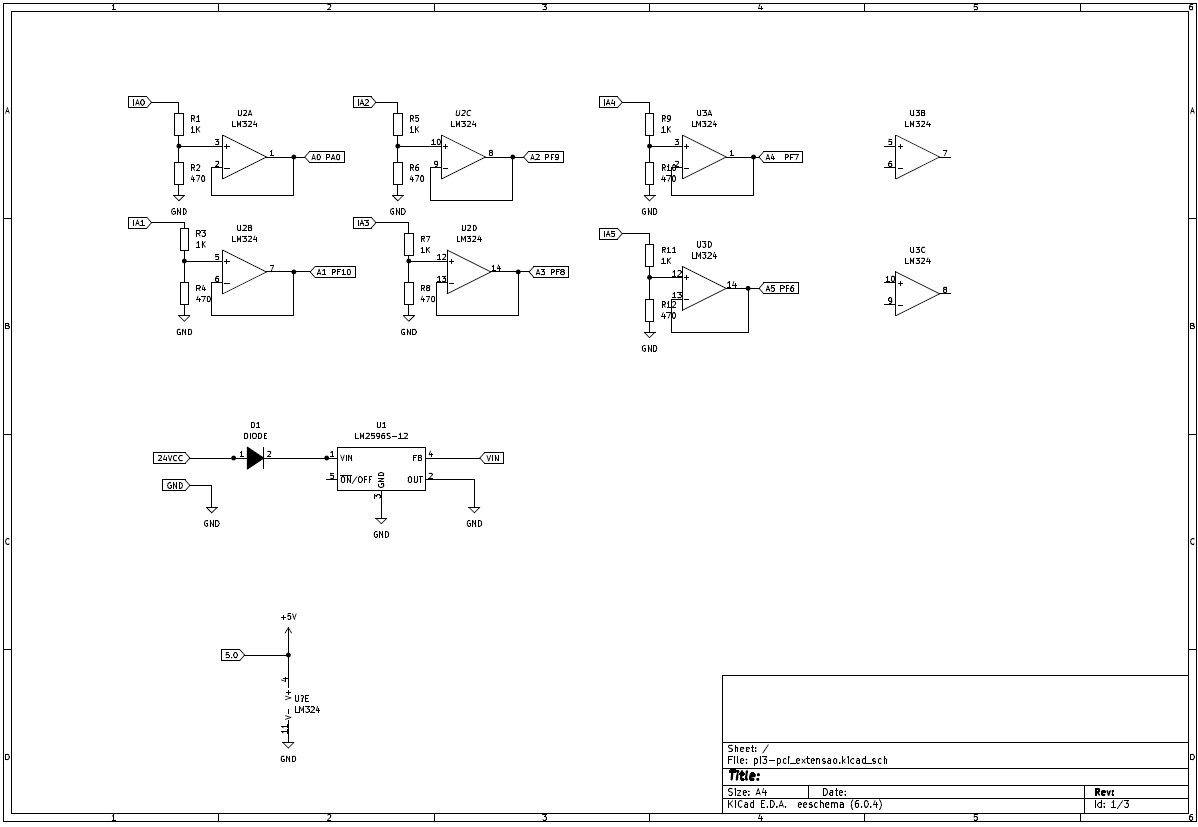 1 2 3 4 5 6
A A
IA0
R1
1K
R2
470
GND
U2A
LM324
3 + 1
2 −
A0 PA0
IA2
R5
1K
R6
470
GND
U2C
LM324
10 + 8
9 −
A2 PF9
IA4
R9
1K
R10
470
GND
U3A
LM324
3 + 1
2 −
A4 PF7
U3B
LM324
5 + 7
6 −
IA1
R3
1K
R4
470
GND
U2B
LM324
5 + 7
6 −
A1 PF10
IA3
R7
1K
R8
470
GND
U2D
LM324
12 + 14
13 −
A3 PF8
IA5
R11
1K
R12
470
GND
U3D
LM324
12 + 14
13 −
A5 PF6
U3C
LM324
10 + 8
9 −
B B
D1
DIODE
24VCC 1 2
GND
GND
U1
LM2596S-12
1 VIN FB 4 VIN
5 ON/OFF GND OUT 2
3
GND
GND
C C
+5V
5.0
4
V+
U?E
LM324
V−
11
GND
D D
Sheet: /
File: pi3-pci_extensao.kicad_sch
Title:
Size: A4 Date: Rev:
KiCad E.D.A. eeschema (6.0.4) Id: 1/3
1 2 3 4 5 6